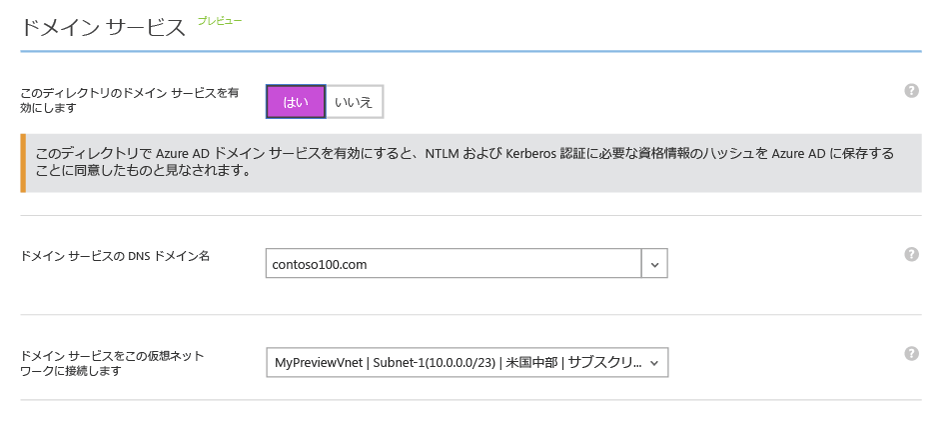 ドメイン サービス プレビュー
このディレクトリのドメイン サービスを有
効にします
はい いいえ
?
このディレクトリで Azure AD ドメイン サービスを有効にすると、NTLM および Kerberos 認証に必要な資格情報のハッシュを Azure AD に保存する
ことに同意したものと見なされます。
ドメイン サービスの DNS ドメイン名
contoso100.com
?
ドメイン サービスをこの仮想ネット
ワークに接続します
MyPreviewVnet | Subnet-1(10.0.0.0/23) | 米国中部 | サブスクリ...
?